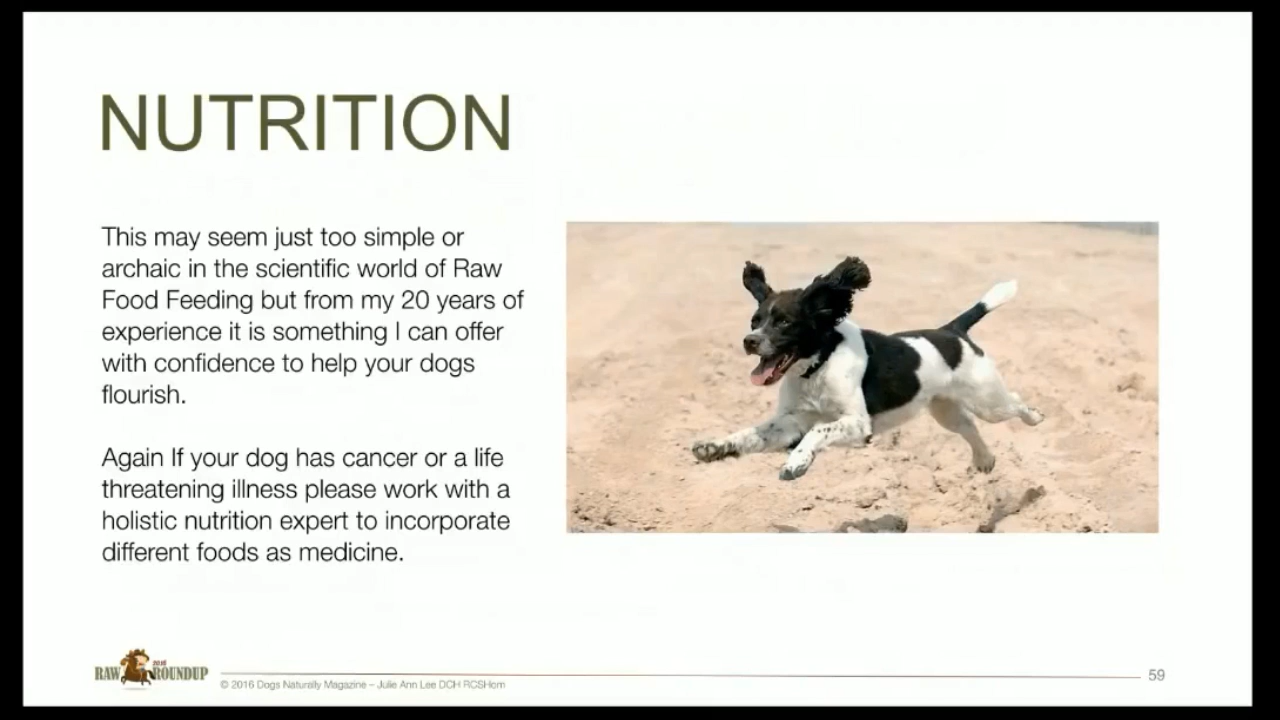 NUTRITION
This may seem just too simple or
archaic in the scientific world of Raw
Food Feeding but from my 20 years of
experience it is something I can offer
with confidence to help your dogs
flourish.
Again If your dog has cancer or a life
threatening illness please work with a
holistic nutrition expert to incorporate
different foods as medicine.
RAW 2016 ROUNDUP
© 2016 Dogs Naturally Magazine – Julie Ann Lee DCH RCSHom
59